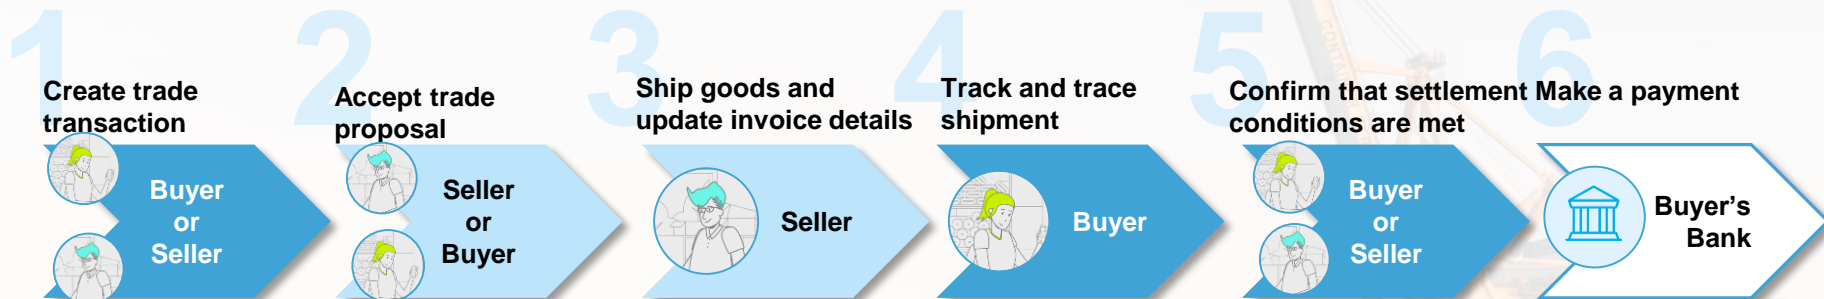 1
Create trade
transaction
Buyer
or
Seller
2
Accept trade
proposal
Seller
or
Buyer
3
Ship goods and
update invoice details
Seller
4
Track and trace
shipment
Buyer
5
Confirm that settlement
conditions are met
Buyer
or
Seller
6
Make a payment
Buyer’s
Bank